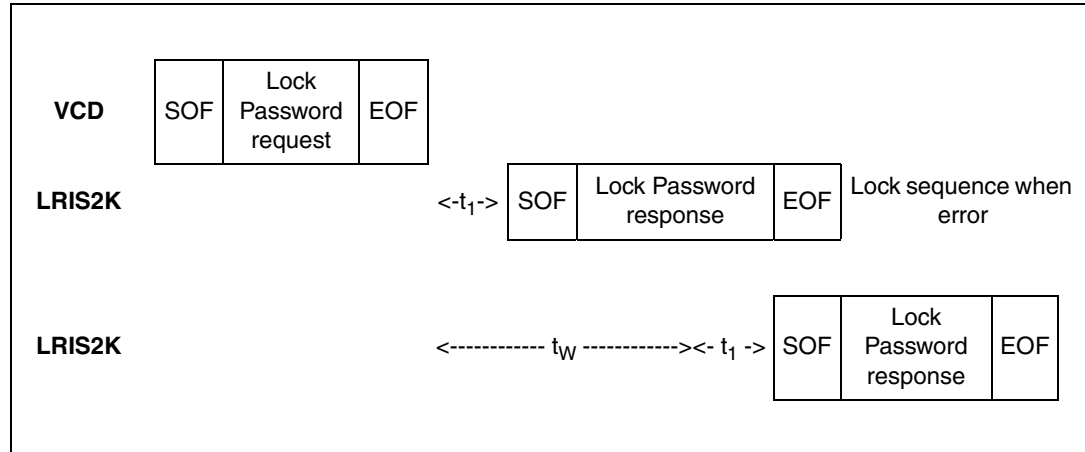 VCD
SOF
Lock
Password
request
EOF
LRIS2K
<-t1->
SOF
Lock Password
response
EOF
Lock sequence when
error
LRIS2K
<------------ tW ------------><- t1 ->
SOF
Lock
Password
response
EOF